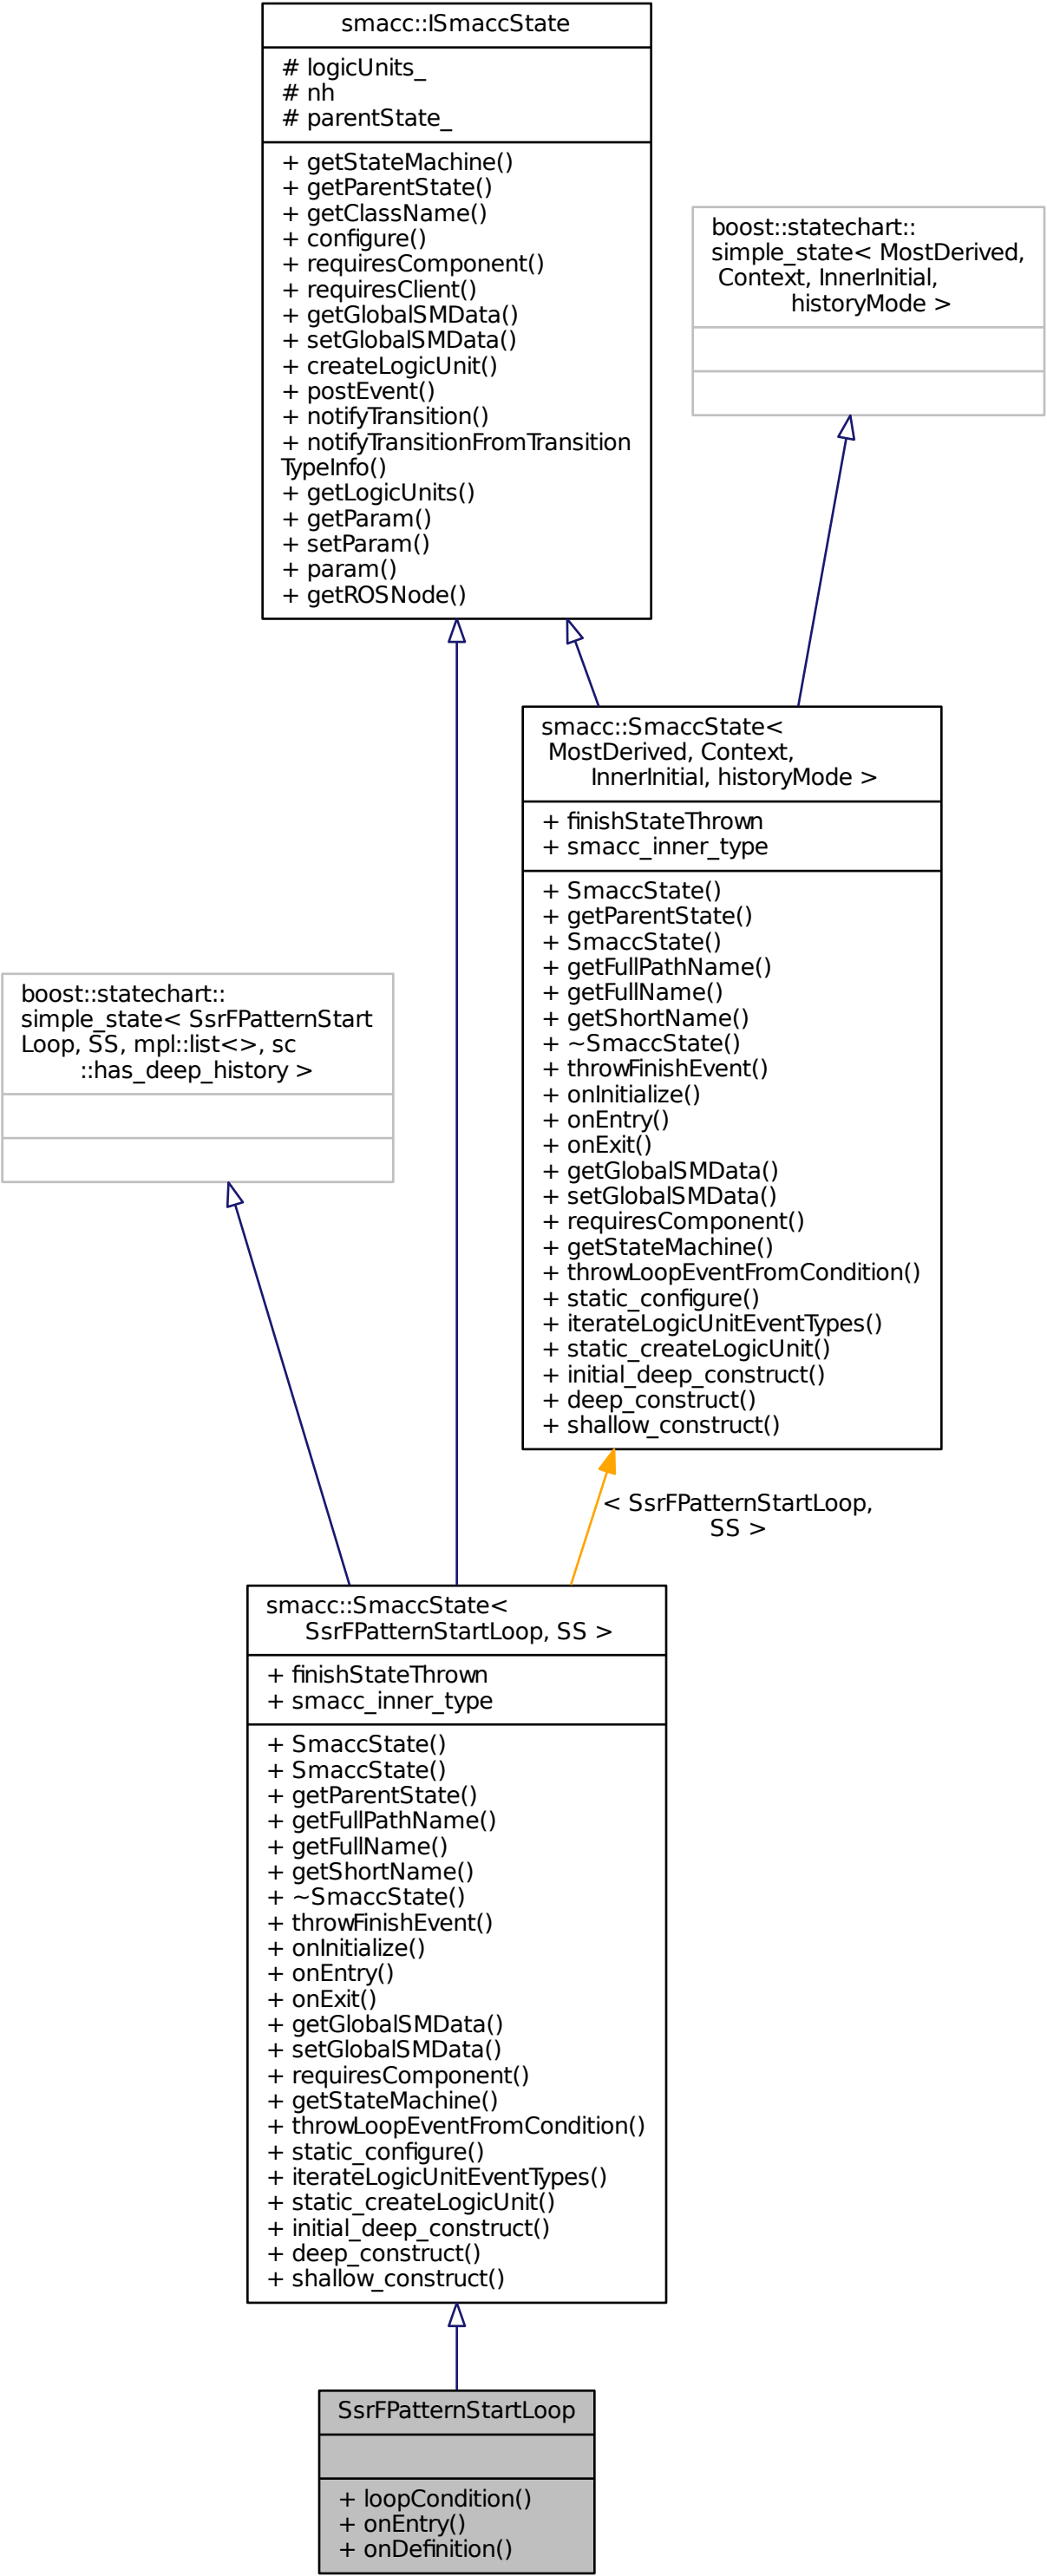 smacc::ISmaccState
# logicUnits_
# nh
# parentState_
+ getStateMachine()
+ getParentState()
+ getClassName()
+ configure()
+ requiresComponent()
+ requiresClient()
+ getGlobalSMData()
+ setGlobalSMData()
+ createLogicUnit()
+ postEvent()
+ notifyTransition()
+ notifyTransitionFromTransition
TypeInfo()
+ getLogicUnits()
+ getParam()
+ setParam()
+ param()
+ getROSNode()
boost::statechart::
simple_state< MostDerived,
Context, InnerInitial,
historyMode >
smacc::SmaccState<
MostDerived, Context,
InnerInitial, historyMode >
+ finishStateThrown
+ smacc_inner_type
+ SmaccState()
+ getParentState()
+ SmaccState()
+ getFullPathName()
+ getFullName()
+ getShortName()
+ ~SmaccState()
+ throwFinishEvent()
+ onInitialize()
+ onEntry()
+ onExit()
+ getGlobalSMData()
+ setGlobalSMData()
+ requiresComponent()
+ getStateMachine()
+ throwLoopEventFromCondition()
+ static_configure()
+ iterateLogicUnitEventTypes()
+ static_createLogicUnit()
+ initial_deep_construct()
+ deep_construct()
+ shallow_construct()
boost::statechart::
simple_state< SsrFPatternStart
Loop, SS, mpl::list<>, sc
::has_deep_history >
< SsrFPatternStartLoop,
SS >
smacc::SmaccState<
SsrFPatternStartLoop, SS >
+ finishStateThrown
+ smacc_inner_type
+ SmaccState()
+ SmaccState()
+ getParentState()
+ getFullPathName()
+ getFullName()
+ getShortName()
+ ~SmaccState()
+ throwFinishEvent()
+ onInitialize()
+ onEntry()
+ onExit()
+ getGlobalSMData()
+ setGlobalSMData()
+ requiresComponent()
+ getStateMachine()
+ throwLoopEventFromCondition()
+ static_configure()
+ iterateLogicUnitEventTypes()
+ static_createLogicUnit()
+ initial_deep_construct()
+ deep_construct()
+ shallow_construct()
SsrFPatternStartLoop
+ loopCondition()
+ onEntry()
+ onDefinition()